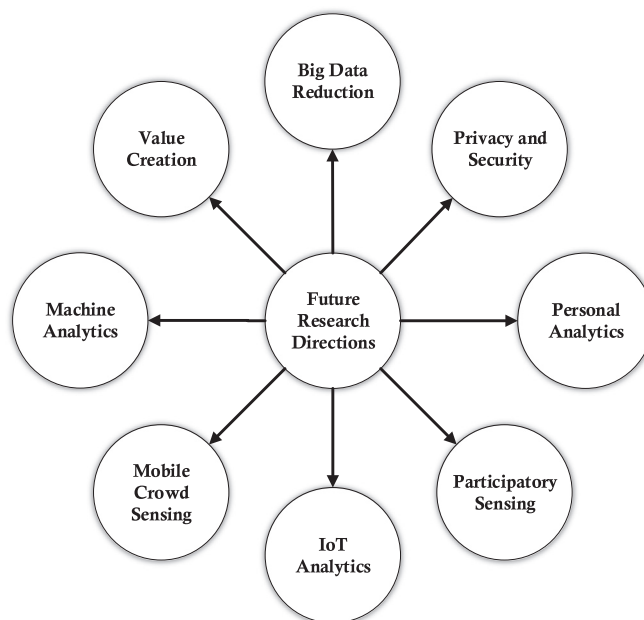 Big Data
Reduction
Value
Creation
Privacy and
Security
Machine
Analytics
Future
Research
Directions
Personal
Analytics
Mobile
Crowd
Sensing
Participatory
Sensing
IoT
Analytics